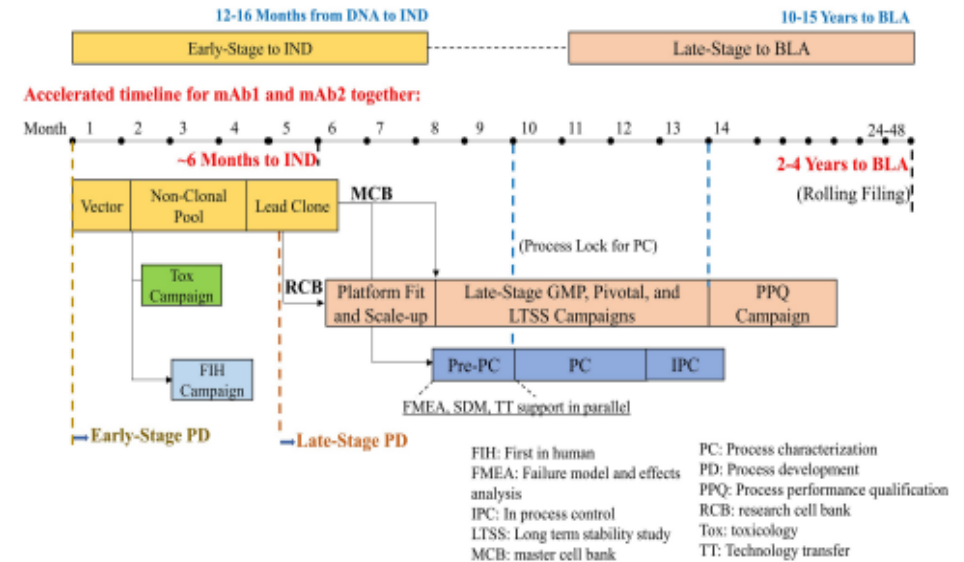 12-16 Months from DNA to IND
10-15 Years to BLA
Early-Stage to IND
Late-Stage to BLA
Accelerated timeline for mAb1 and mAb2 together:
Month 1 2 3 4 5 6 7 8 9 10 11 12 13 14 24-48
~6 Months to IND
2-4 Years to BLA
(Rolling Filing)
Vector
Non-Clonal
Pool
Lead Clone
MCB
(Process Lock for PC)
Tox
Campaign
RCB
Platform Fit
and Scale-up
Late-Stage GMP, Pivotal, and
LTSS Campaigns
PPQ
Campaign
FIH
Campaign
Pre-PC
PC
IPC
FMEA, SDM, TT support in parallel
Early-Stage PD
Late-Stage PD
FIH: First in human
FMEA: Failure model and effects
analysis
IPC: In process control
LTSS: Long term stability study
MCB: master cell bank
PC: Process characterization
PD: Process development
PPQ: Process performance qualification
RCB: research cell bank
Tox: toxicology
TT: Technology transfer